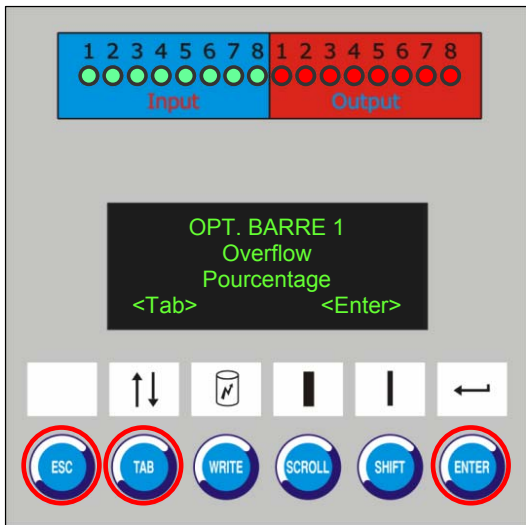 1 2 3 4 5 6 7 8 1 2 3 4 5 6 7 8
Input Output
OPT. BARRE 1
Overflow
Pourcentage
<Tab> <Enter>
ESC TAB WRITE SCROLL SHIFT ENTER